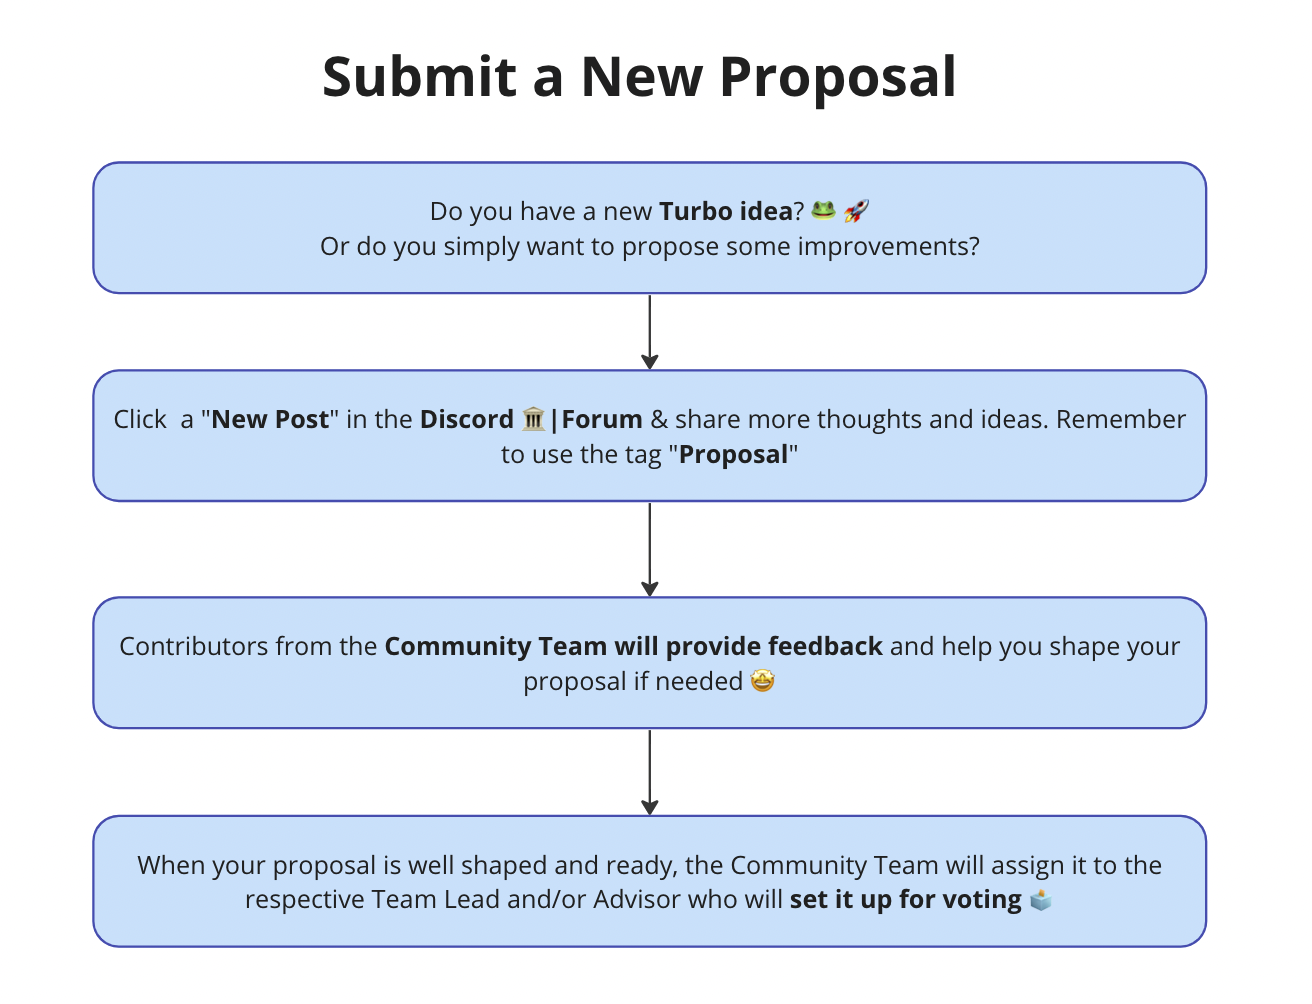 Submit a New Proposal
Do you have a new Turbo idea? 🐸 🚀
Or do you simply want to propose some improvements?
Click  a "New Post" in the Discord 🏛️|Forum & share more thoughts and ideas. Remember
to use the tag "Proposal"
Contributors from the Community Team will provide feedback and help you shape your
proposal if needed 🤩
When your proposal is well shaped and ready, the Community Team will assign it to the
respective Team Lead and/or Advisor who will set it up for voting 🗳️